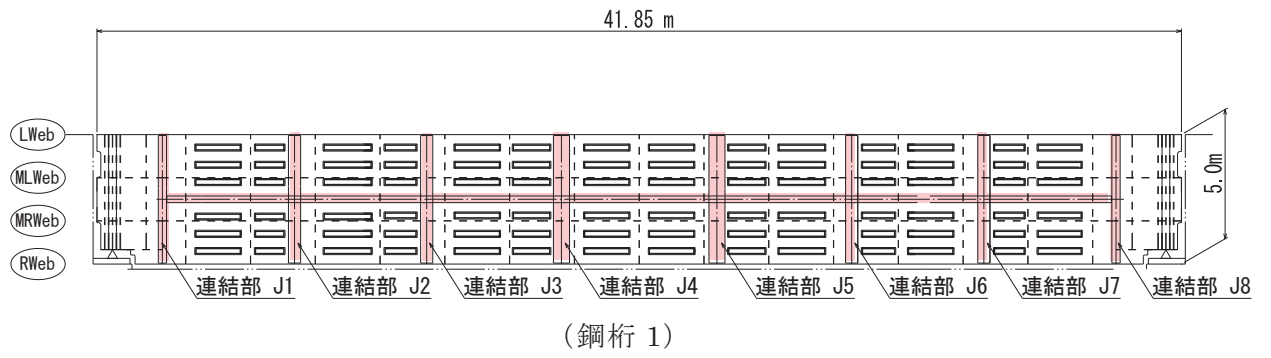 41.85 m
LWeb
MLWeb
MRWeb
RWeb
5.0m
連結部 J1
連結部 J2
連結部 J3
連結部 J4
連結部 J5
連結部 J6
連結部 J7
連結部 J8
(鋼桁 1)